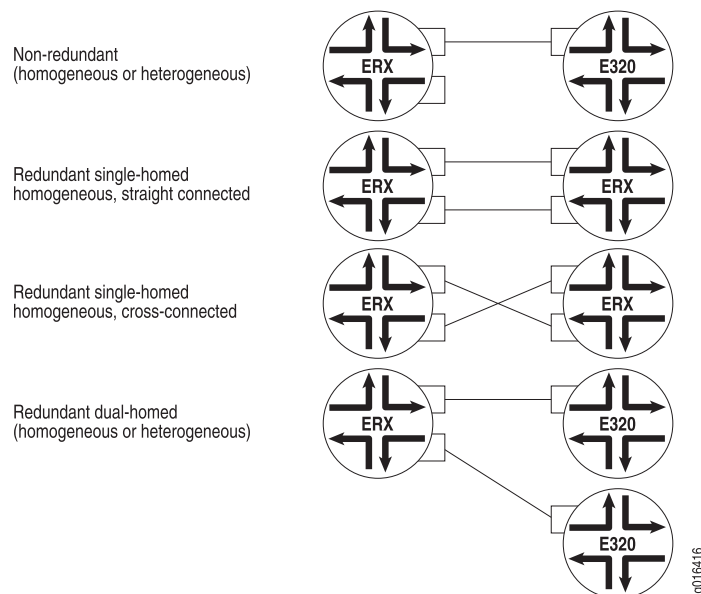 Non-redundant
(homogeneous or heterogeneous)
ERX
E320
Redundant single-homed
homogeneous, straight connected
ERX
ERX
Redundant single-homed
homogeneous, cross-connected
ERX
ERX
Redundant dual-homed
(homogeneous or heterogeneous)
ERX
E320
E320
g016416